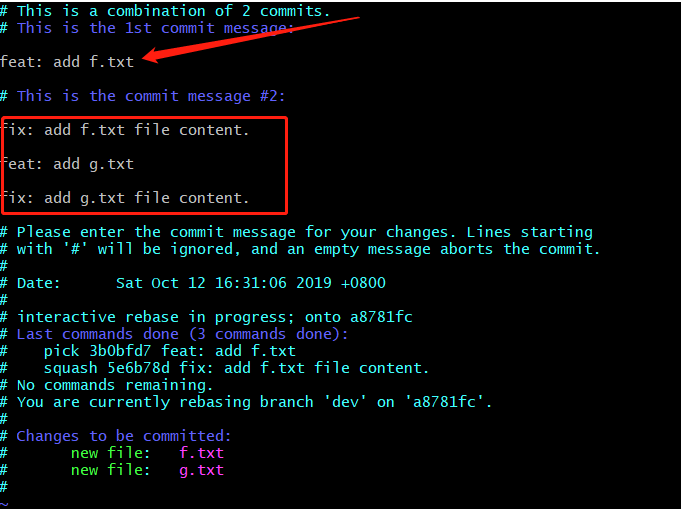 # This is a combination of 2 commits.
# This is the 1st commit message:
feat: add f.txt
# This is the commit message #2:
fix: add f.txt file content.
feat: add g.txt
fix: add g.txt file content.
# Please enter the commit message for your changes. Lines starting
# with '#' will be ignored, and an empty message aborts the commit.
#
# Date:      Sat Oct 12 16:31:06 2019 +0800
#
# interactive rebase in progress; onto a8781fc
# Last commands done (3 commands done):
#    pick 3b0bfd7 feat: add f.txt
#    squash 5e6b78d fix: add f.txt file content.
# No commands remaining.
# You are currently rebasing branch 'dev' on 'a8781fc'.
#
# Changes to be committed:
#       new file:   f.txt
#       new file:   g.txt
#
~